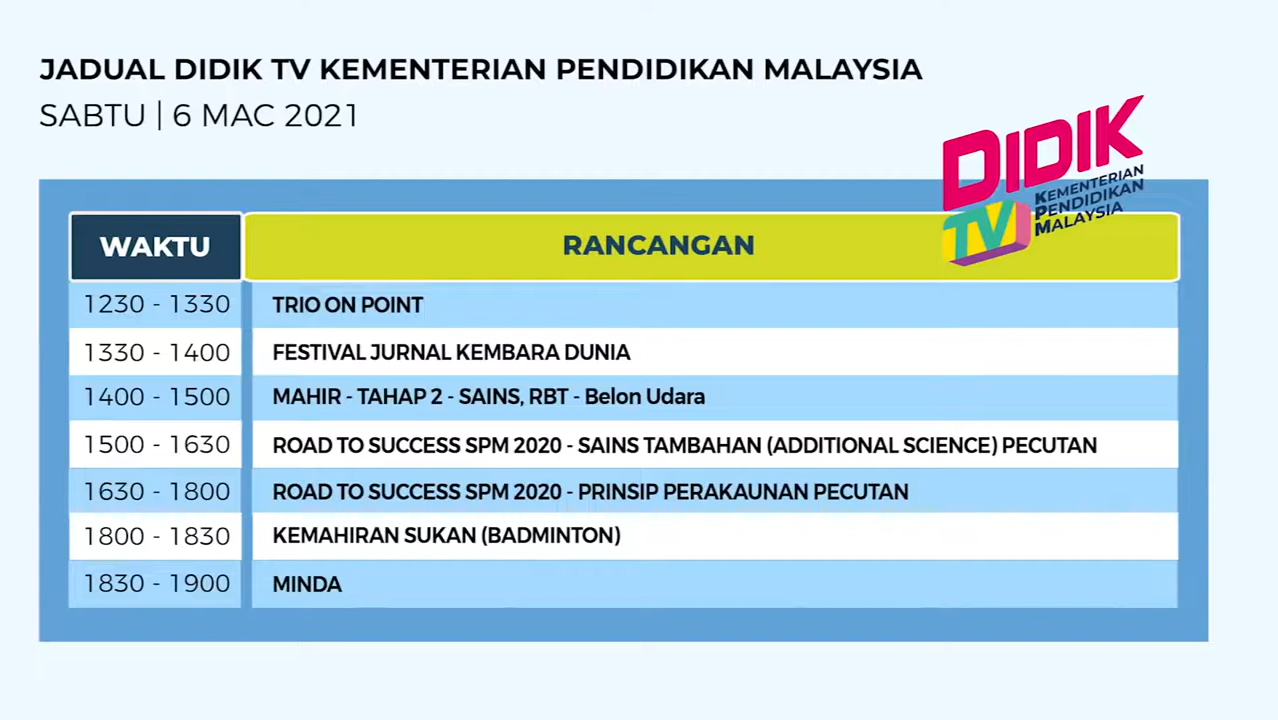 JADUAL DIDIK TV KEMENTERIAN PENDIDIKAN MALAYSIA
SABTU | 6 MAC 2021
DIDIK
TV
KEMENTERIAN
PENDIDIKAN
MALAYSIA
WAKTU RANCANGAN
1230 - 1330 TRIO ON POINT
1330 - 1400 FESTIVAL JURNAL KEMBARA DUNIA
1400 - 1500 MAHIR - TAHAP 2 - SAINS, RBT - Belon Udara
1500 - 1630 ROAD TO SUCCESS SPM 2020 - SAINS TAMBAHAN (ADDITIONAL SCIENCE) PECUTAN
1630 - 1800 ROAD TO SUCCESS SPM 2020 - PRINSIP PERAKAUNAN PECUTAN
1800 - 1830 KEMAHIRAN SUKAN (BADMINTON)
1830 - 1900 MINDA